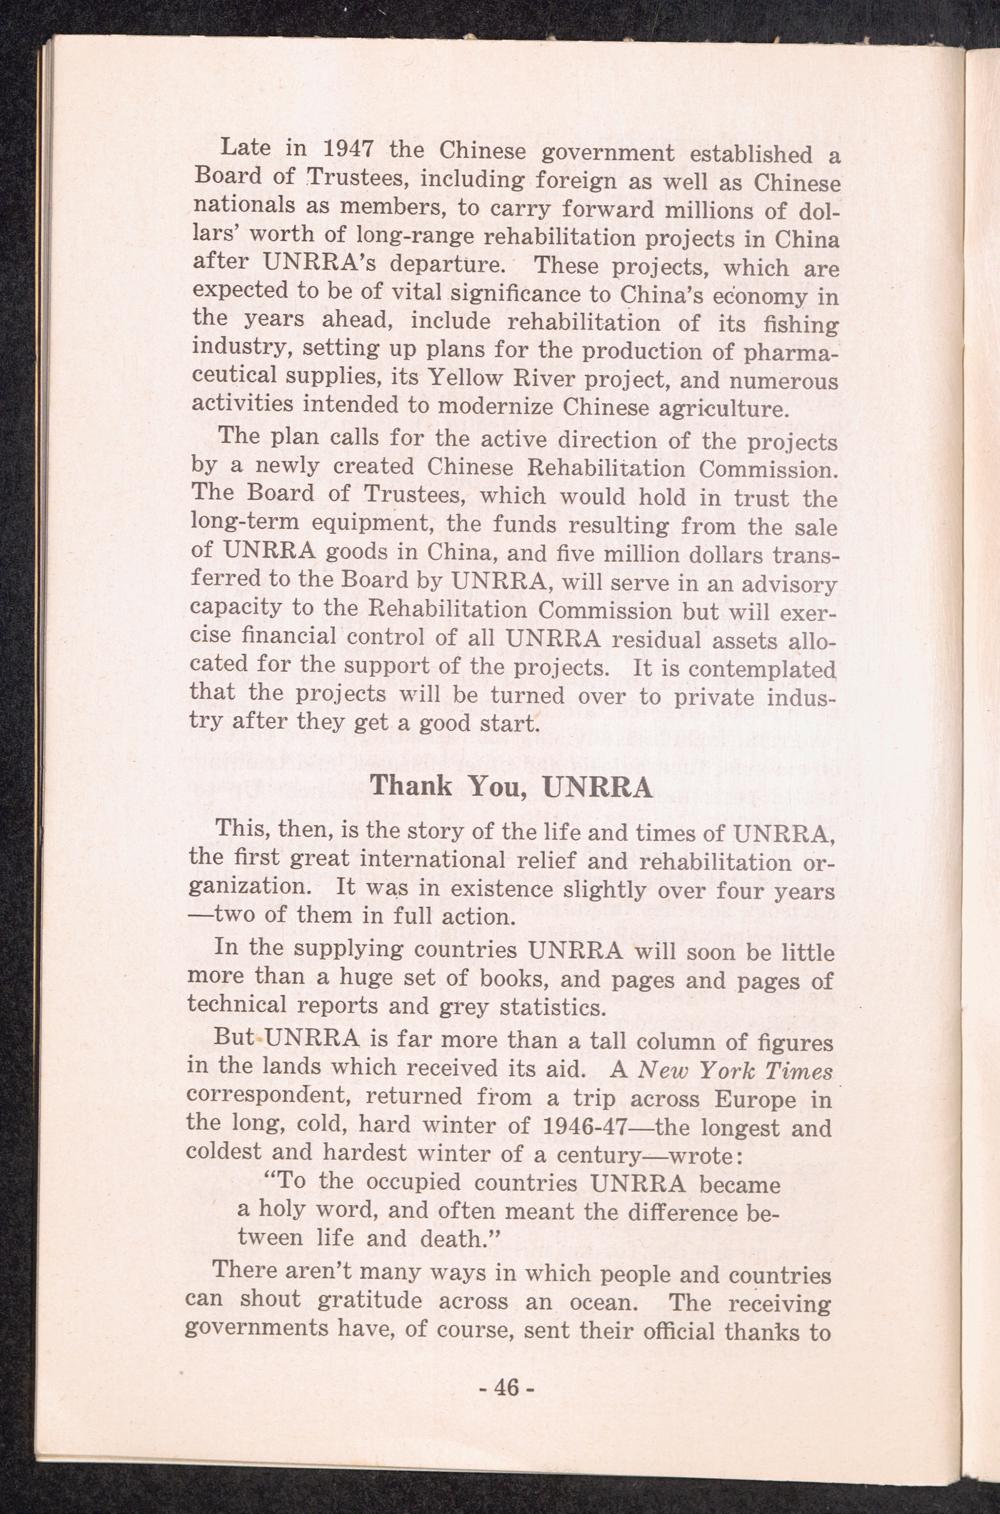 Late in 1947 the Chinese government established a
Board of Trustees, including foreign as well as Chinese
nationals as members, to carry forward millions of dol-
lars' worth of long-range rehabilitation projects in China
after UNRRA's departure. These projects, which are
expected to be of vital significance to China's economy in
the years ahead, include rehabilitation of its fishing
industry, setting up plans for the production of pharma-
ceutical supplies, its Yellow River project, and numerous
activities intended to modernize Chinese agriculture.
The plan calls for the active direction of the projects
by a newly created Chinese Rehabilitation Commission.
The Board of Trustees, which would hold in trust the
long-term equipment, the funds resulting from the sale
of UNRRA goods in China, and five million dollars trans-
ferred to the Board by UNRRA, will serve in an advisory
capacity to the Rehabilitation Commission but will exer-
cise financial control of all UNRRA residual assets allo-
cated for the support of the projects. It is contemplated
that the projects will be turned over to private indus-
try after they get a good start.
Thank You, UNRRA
This, then, is the story of the life and times of UNRRA,
the first great international relief and rehabilitation or-
ganization. It was in existence slightly over four years
—two of them in full action.
In the supplying countries UNRRA will soon be little
more than a huge set of books, and pages and pages of
technical reports and grey statistics.
But UNRRA is far more than a tall column of figures
in the lands which received its aid. A New York Times
correspondent, returned from a trip across Europe in
the long, cold, hard winter of 1946-47—the longest and
coldest and hardest winter of a century—wrote:
"To the occupied countries UNRRA became
a holy word, and often meant the difference be-
tween life and death."
There aren't many ways in which people and countries
can shout gratitude across an ocean. The receiving
governments have, of course, sent their official thanks to
- 46 -